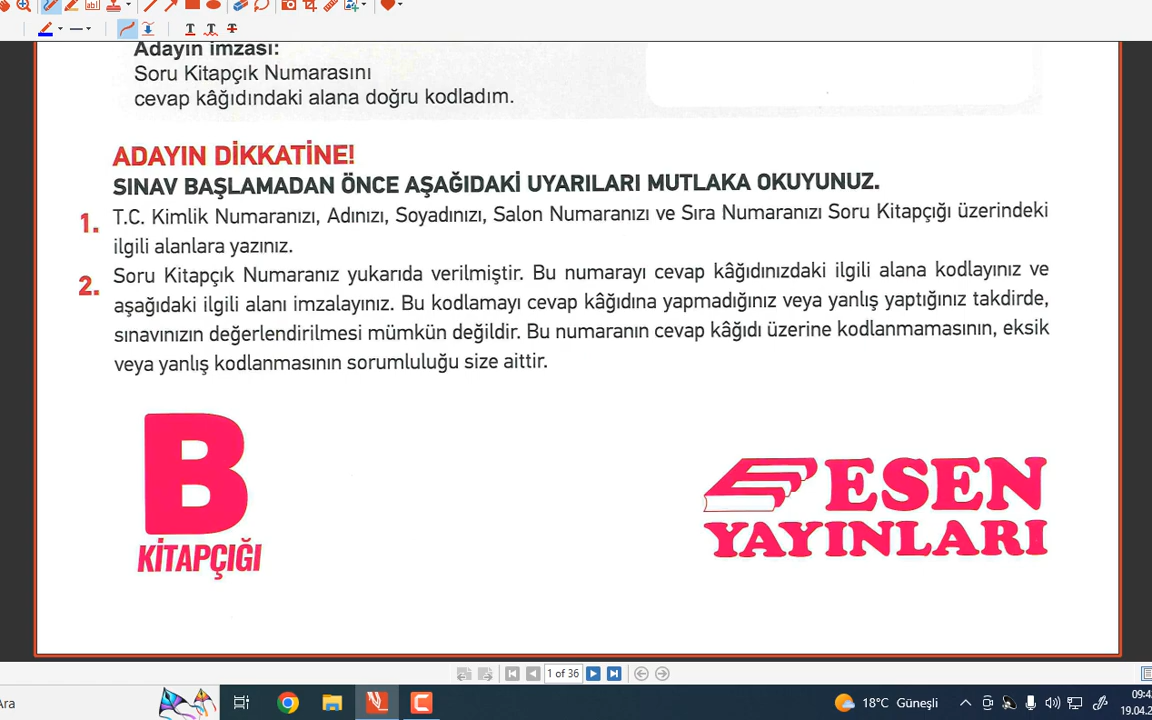 Adayın imzası:
Soru Kitapçık Numarasını
cevap kâğıdındaki alana doğru kodladım.
ADAYIN DİKKATİNE!
SINAV BAŞLAMADAN ÖNCE AŞAĞIDAKİ UYARILARI MUTLAKA OKUYUNUZ.
1. T.C. Kimlik Numaranızı, Adınızı, Soyadınızı, Salon Numaranızı ve Sıra Numaranızı Soru Kitapçığı üzerindeki
ilgili alanlara yazınız.
2. Soru Kitapçık Numaranız yukarıda verilmiştir. Bu numarayı cevap kâğıdınızdaki ilgili alana kodlayınız ve
aşağıdaki ilgili alanı imzalayınız. Bu kodlamayı cevap kâğıdına yapmadığınız veya yanlış yaptığınız takdirde,
sınavınızın değerlendirilmesi mümkün değildir. Bu numaranın cevap kâğıdı üzerine kodlanmamasının, eksik
veya yanlış kodlanmasının sorumluluğu size aittir.
B
KİTAPÇIĞI
ESEN
YAYINLARI
1 of 36
18°C Güneşli